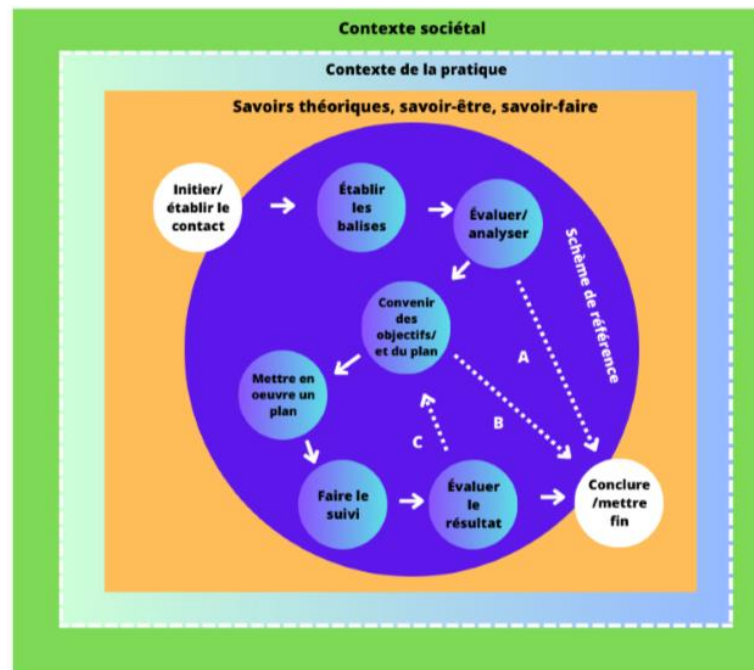 Contexte sociétal
Contexte de la pratique
Savoirs théoriques, savoir-être, savoir-faire
Initier/
établir le
contact
Établir
les
balises
Évaluer/
analyser
Schème de référence
Convenir
des
objectifs/
et du plan
A
Mettre en
oeuvre un
plan
B
C
Faire le
suivi
Évaluer
le
résultat
Conclure
/mettre
fin